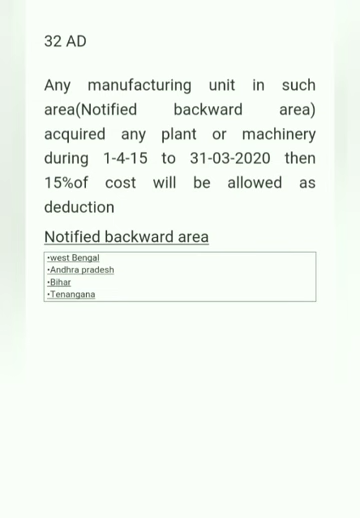 32 AD
Any manufacturing unit in such
area(Notified backward area)
acquired any plant or machinery
during 1-4-15 to 31-03-2020 then
15%of cost will be allowed as
deduction
Notified backward area
•west Bengal
•Andhra pradesh
•Bihar
•Tenangana